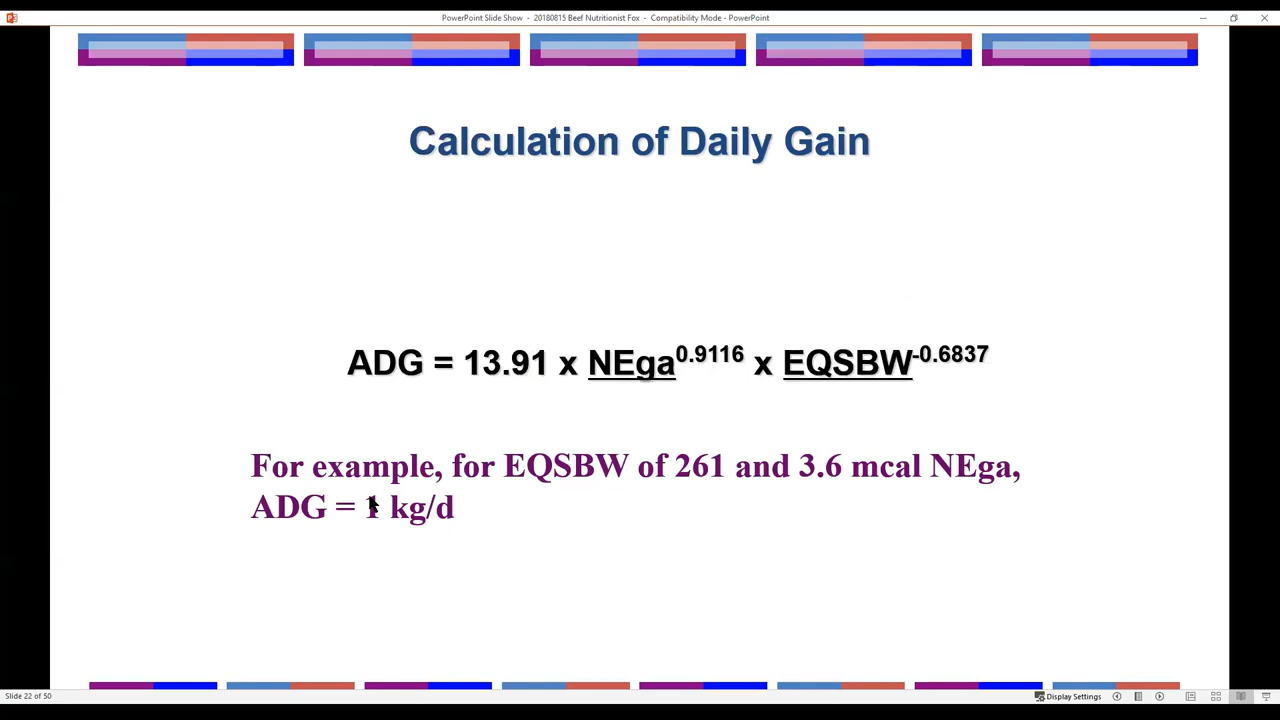 PowerPoint Slide Show - 20180815 Beef Nutritionist Fox - Compatibility Mode - PowerPoint
Calculation of Daily Gain
ADG = 13.91 x NEga^0.9116 x EQSBW^-0.6837
For example, for EQSBW of 261 and 3.6 mcal NEga,
ADG = 1 kg/d
Slide 22 of 50
Display Settings